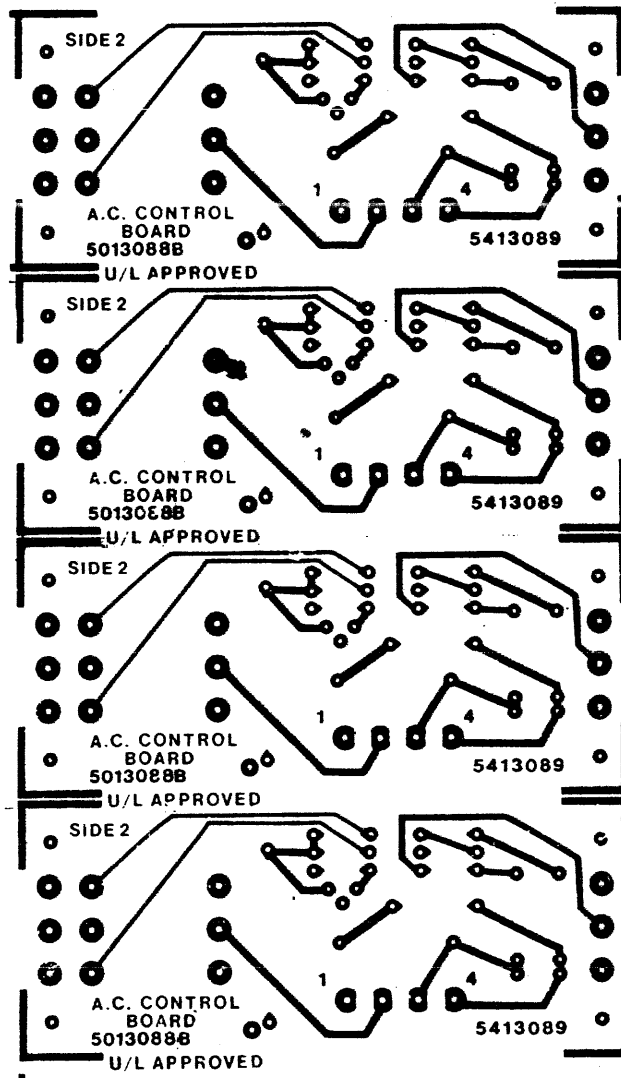 SIDE 2
1 4
A.C. CONTROL
BOARD
5013088B 5413089
U/L APPROVED
SIDE 2
1 4
A.C. CONTROL
BOARD
5013088B 5413089
U/L APPROVED
SIDE 2
1 4
A.C. CONTROL
BOARD
5013088B 5413089
U/L APPROVED
SIDE 2
1 4
A.C. CONTROL
BOARD
5013088B 5413089
U/L APPROVED